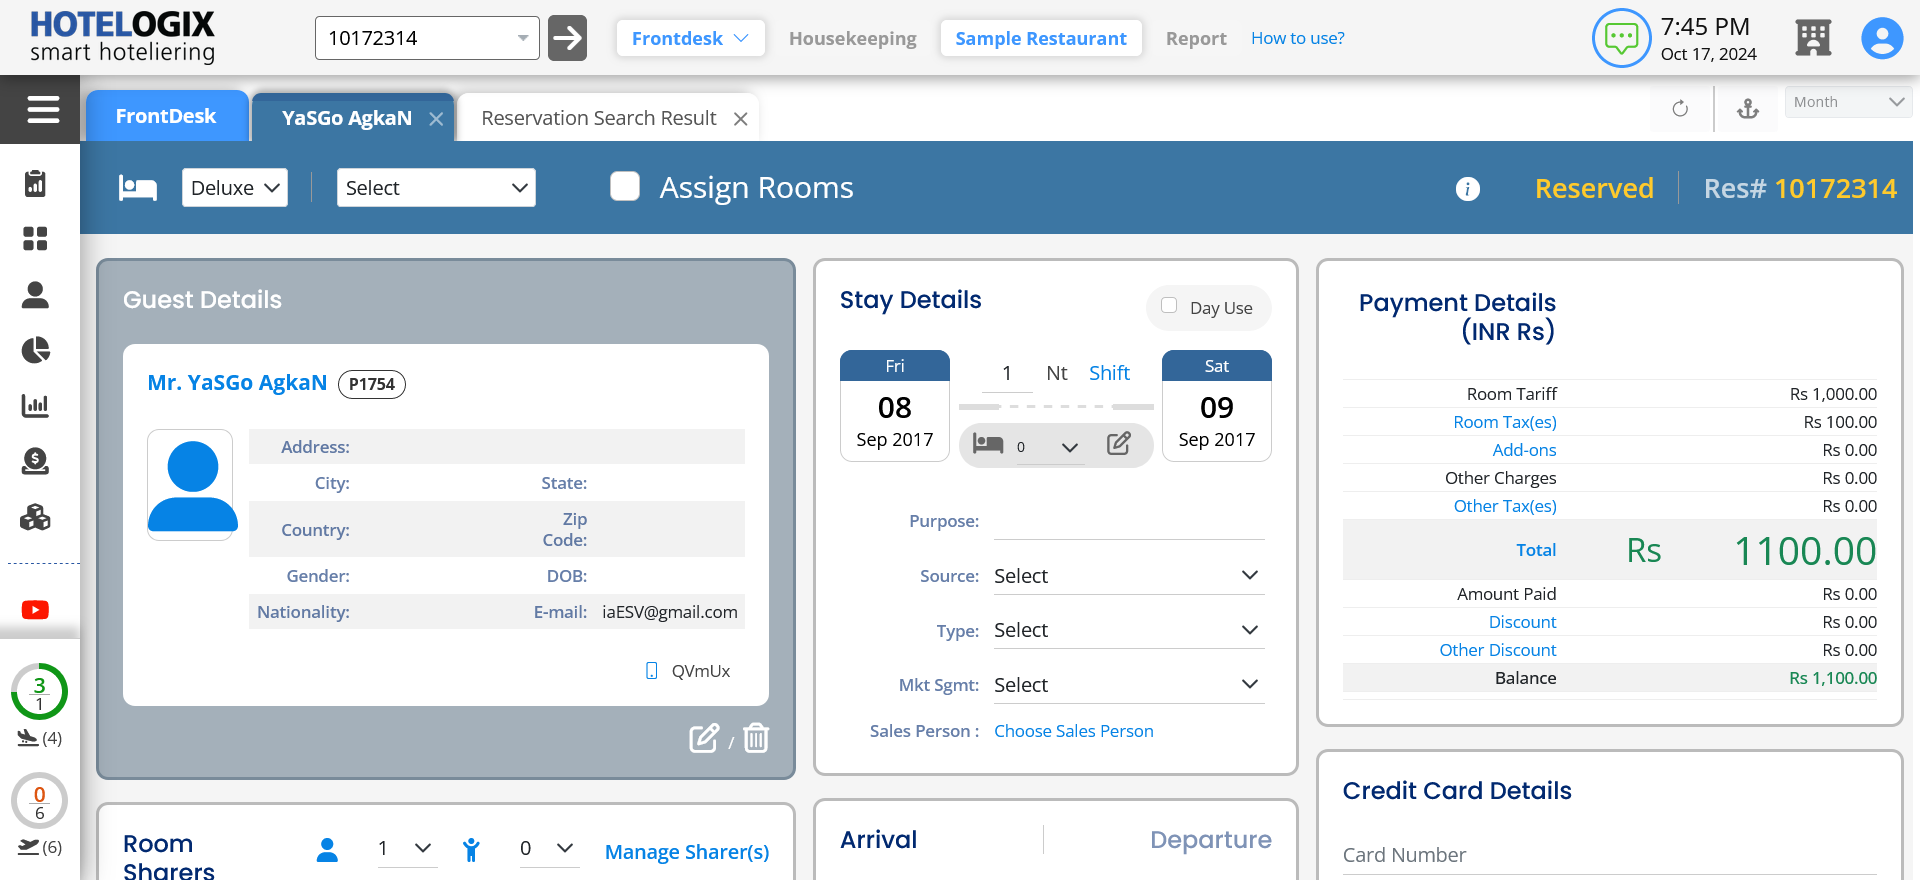 HOTELOGIX
smart hoteliering
10172314
Frontdesk
Housekeeping
Sample Restaurant
Report
How to use?
7:45 PM
Oct 17, 2024
FrontDesk
YaSGo AgkaN
Reservation Search Result
Month
Deluxe
Select
Assign Rooms
i
Reserved
Res# 10172314
Guest Details
Mr. YaSGo AgkaN P1754
Address:
City: State:
Country: Zip
Code:
Gender: DOB:
Nationality: E-mail: iaESV@gmail.com
QVmUx
/
Room
Sharers
1
0
Manage Sharer(s)
Stay Details
Day Use
Fri
08
Sep 2017
1 Nt Shift
0
Sat
09
Sep 2017
Purpose:
Source: Select
Type: Select
Mkt Sgmt: Select
Sales Person : Choose Sales Person
Arrival
Departure
Payment Details
(INR Rs)
Room Tariff Rs 1,000.00
Room Tax(es) Rs 100.00
Add-ons Rs 0.00
Other Charges Rs 0.00
Other Tax(es) Rs 0.00
Total Rs 1100.00
Amount Paid Rs 0.00
Discount Rs 0.00
Other Discount Rs 0.00
Balance Rs 1,100.00
Credit Card Details
Card Number
3
1
(4)
0
6
(6)